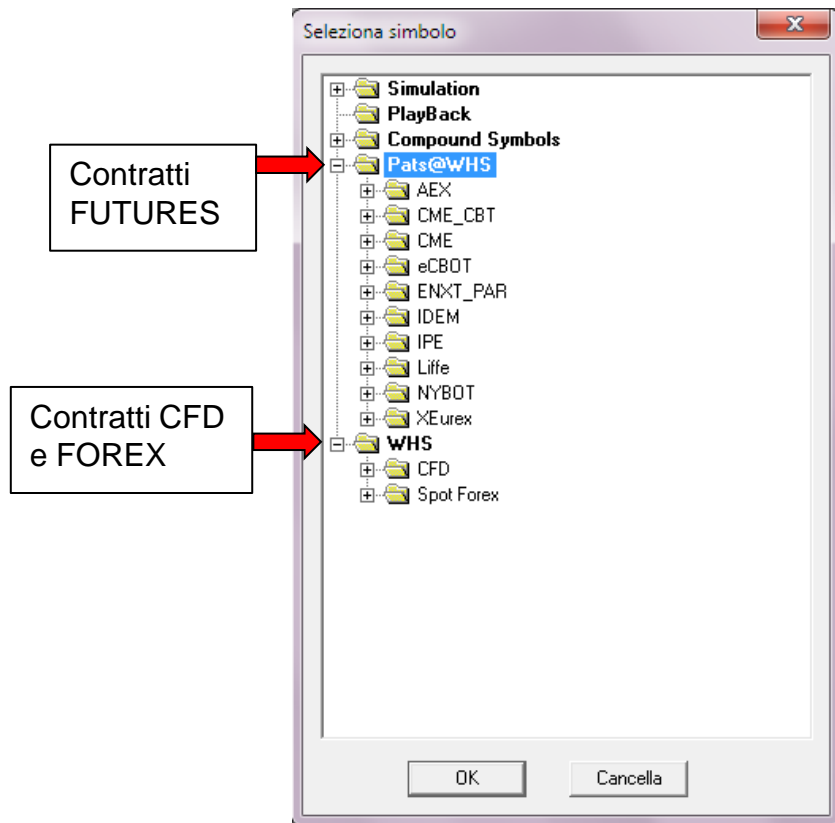 Seleziona simbolo
Simulation
PlayBack
Compound Symbols
Pats@WHS
AEX
CME_CBT
CME
eCBOT
ENXT_PAR
IDEM
IPE
Liffe
NYBOT
XEurex
WHS
CFD
Spot Forex
Contratti
FUTURES
Contratti CFD
e FOREX
OK
Cancella